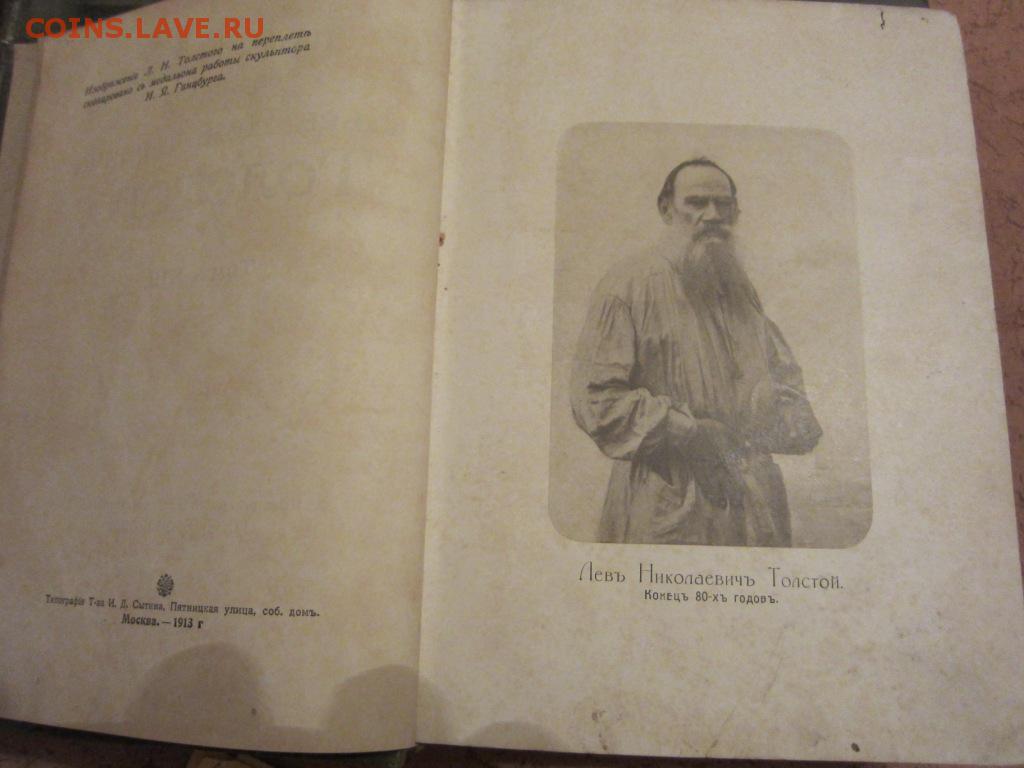 COINS.LAVE.RU
Изображенiе Л. Н. Толстого на переплетѣ
скопировано съ медальона работы скульптора
И. Я. Гинцбурга.
Типографiя Т-ва И. Д. Сытина, Пятницкая улица, соб. домъ.
Москва. — 1913 г
Левъ Николаевичъ Толстой.
Конецъ 80-хъ годовъ.